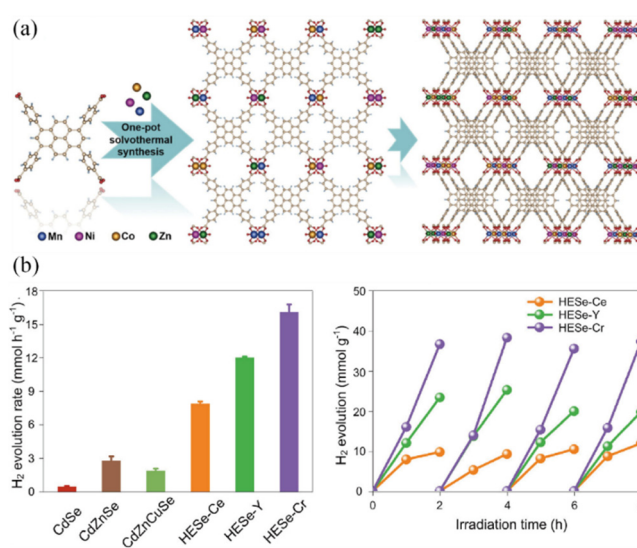 (a)
One-pot
solvothermal
synthesis
Mn Ni Co Zn
(b)
H₂ evolution rate (mmol h⁻¹ g⁻¹)
18
15
12
9
6
3
0
CdSe
CdZnSe
CdZnCuSe
HESe-Ce
HESe-Y
HESe-Cr
H₂ evolution (mmol g⁻¹)
50
40
30
20
10
0
HESe-Ce
HESe-Y
HESe-Cr
0 2 4 6
Irradiation time (h)